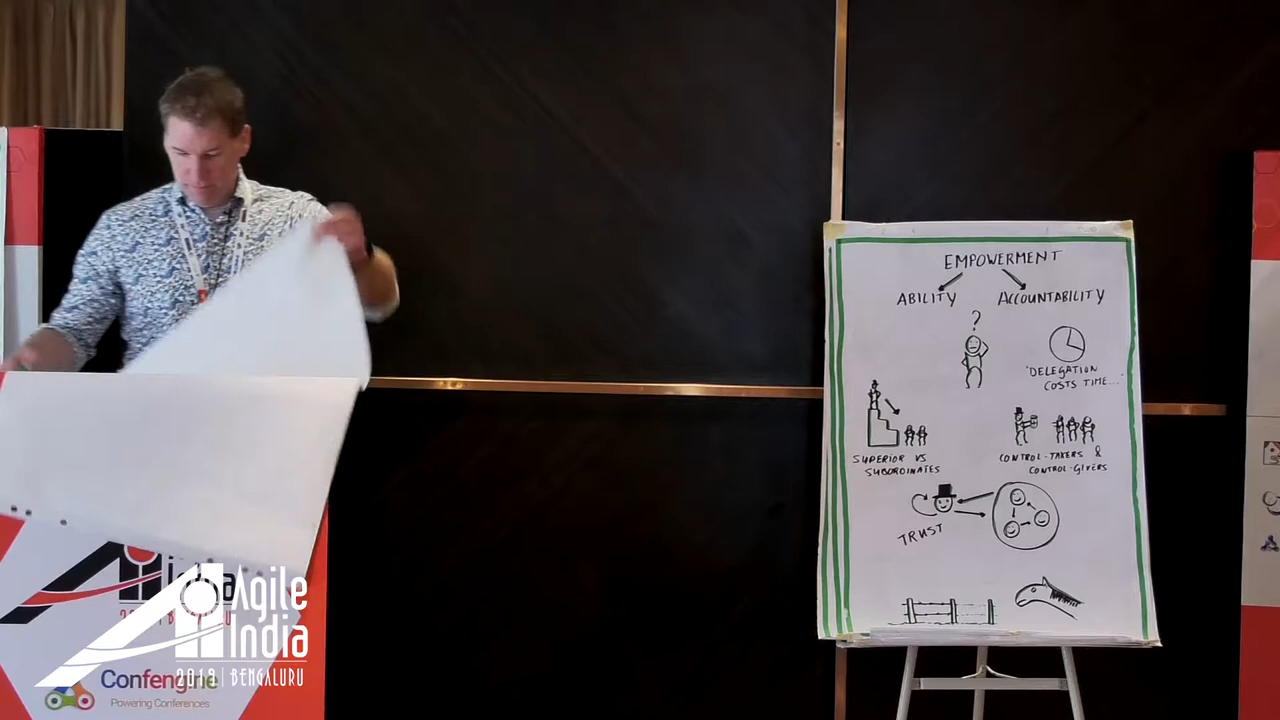 EMPOWERMENT
ABILITY ACCOUNTABILITY
?
"DELEGATION
COSTS TIME..."
SUPERIOR VS
SUBORDINATES
CONTROL-TAKERS &
CONTROL-GIVERS
TRUST
Agile
India
2019 | BENGALURU
Confengine
Powering Conferences